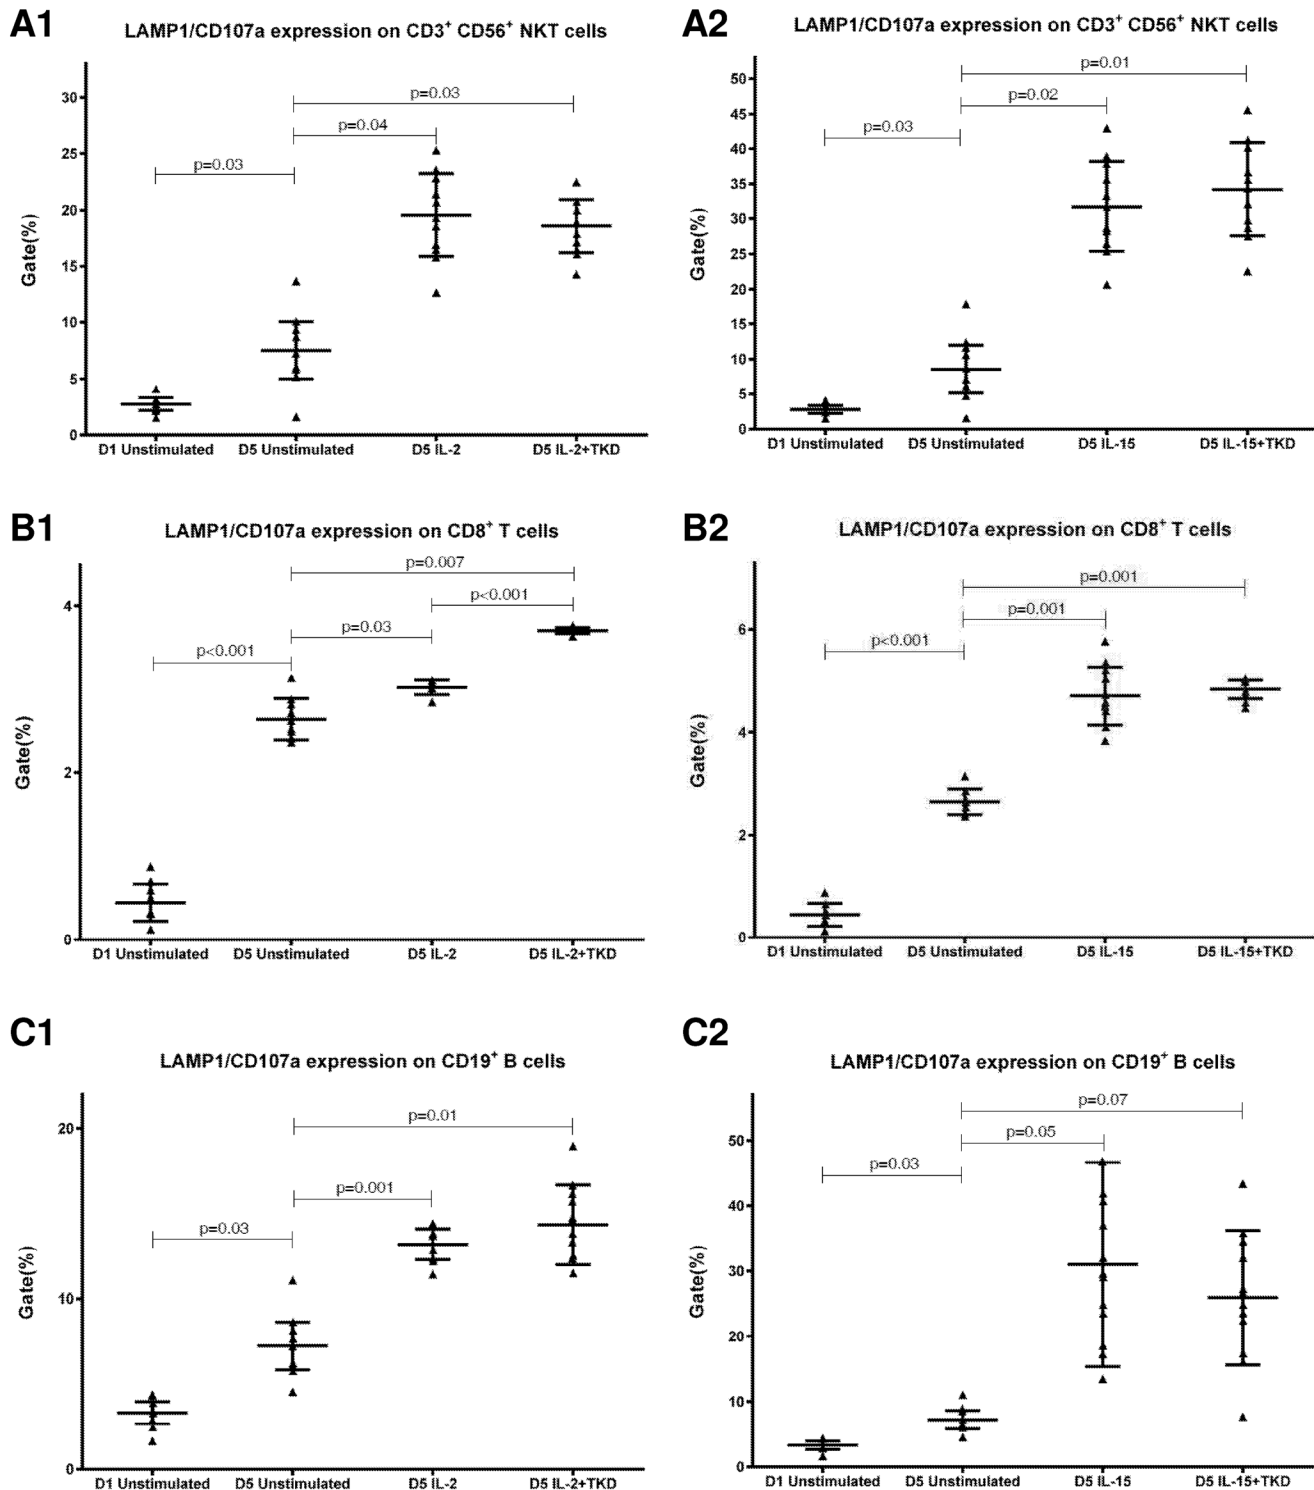 A1
LAMP1/CD107a expression on CD3⁺ CD56⁺ NKT cells
Gate(%)
30
25
20
15
10
5
0
p=0.03
p=0.04
p=0.03
D1 Unstimulated
D5 Unstimulated
D5 IL-2
D5 IL-2+TKD
A2
LAMP1/CD107a expression on CD3⁺ CD56⁺ NKT cells
Gate(%)
50
45
40
35
30
25
20
15
10
5
0
p=0.01
p=0.02
p=0.03
D1 Unstimulated
D5 Unstimulated
D5 IL-15
D5 IL-15+TKD
B1
LAMP1/CD107a expression on CD8⁺ T cells
Gate(%)
4
2
0
p=0.007
p<0.001
p=0.03
p<0.001
D1 Unstimulated
D5 Unstimulated
D5 IL-2
D5 IL-2+TKD
B2
LAMP1/CD107a expression on CD8⁺ T cells
Gate(%)
6
4
2
0
p=0.001
p=0.001
p<0.001
D1 Unstimulated
D5 Unstimulated
D5 IL-15
D5 IL-15+TKD
C1
LAMP1/CD107a expression on CD19⁺ B cells
Gate(%)
20
10
0
p=0.01
p=0.001
p=0.03
D1 Unstimulated
D5 Unstimulated
D5 IL-2
D5 IL-2+TKD
C2
LAMP1/CD107a expression on CD19⁺ B cells
Gate(%)
50
40
30
20
10
0
p=0.07
p=0.05
p=0.03
D1 Unstimulated
D5 Unstimulated
D5 IL-15
D5 IL-15+TKD